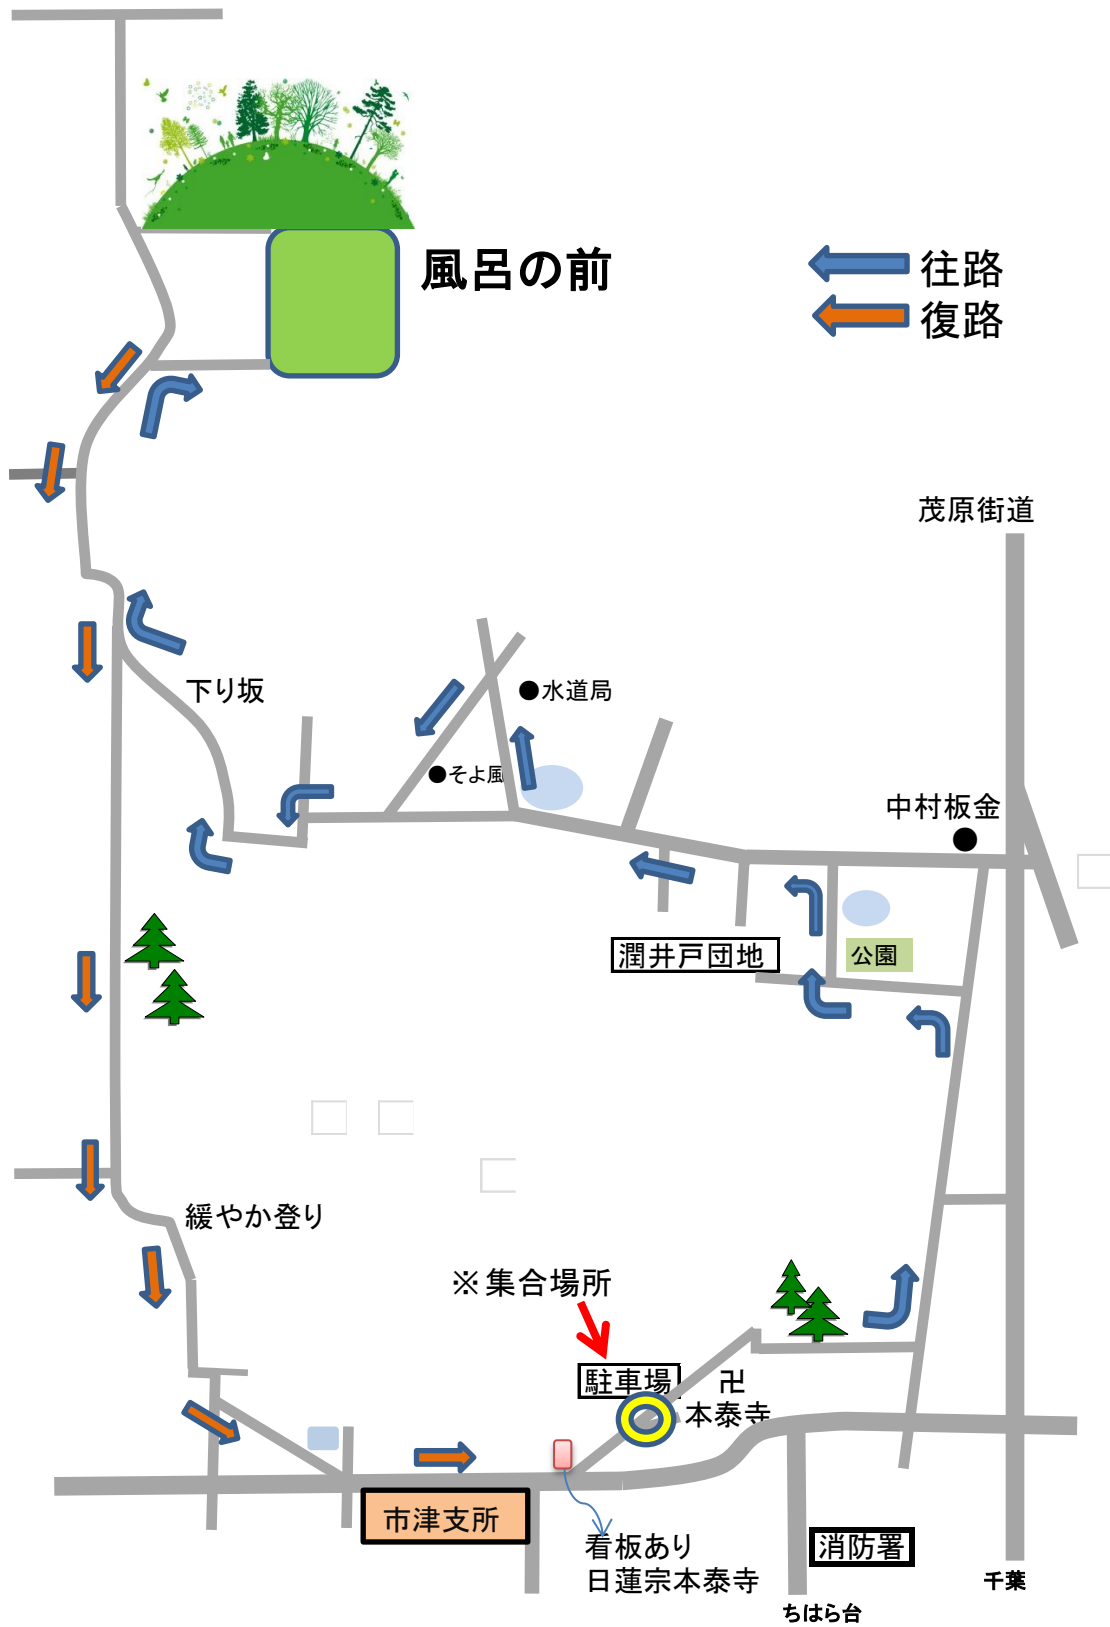 風呂の前
往路
復路
茂原街道
下り坂
●水道局
●そよ風
中村板金
●
潤井戸団地
公園
緩やか登り
※集合場所
駐車場
卍
本泰寺
市津支所
看板あり
日蓮宗本泰寺
消防署
千葉
ちはら台